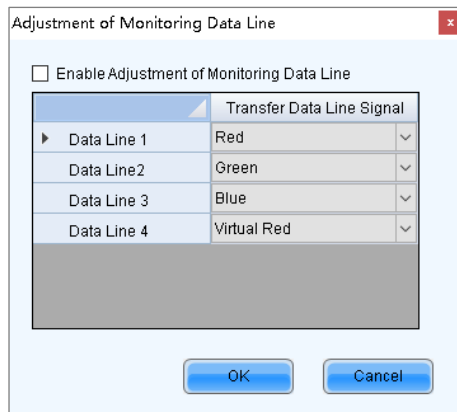 Adjustment of Monitoring Data Line
x
Enable Adjustment of Monitoring Data Line
Transfer Data Line Signal
Data Line 1 Red
Data Line2 Green
Data Line 3 Blue
Data Line 4 Virtual Red
OK Cancel